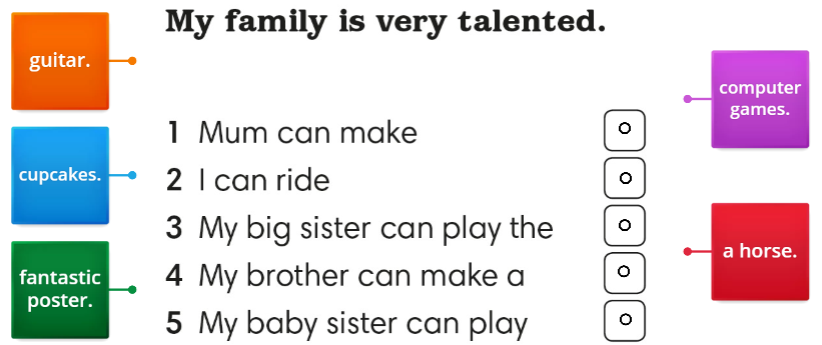 My family is very talented.
guitar.
cupcakes.
fantastic
poster.
1 Mum can make
2 I can ride
3 My big sister can play the
4 My brother can make a
5 My baby sister can play
computer
games.
a horse.